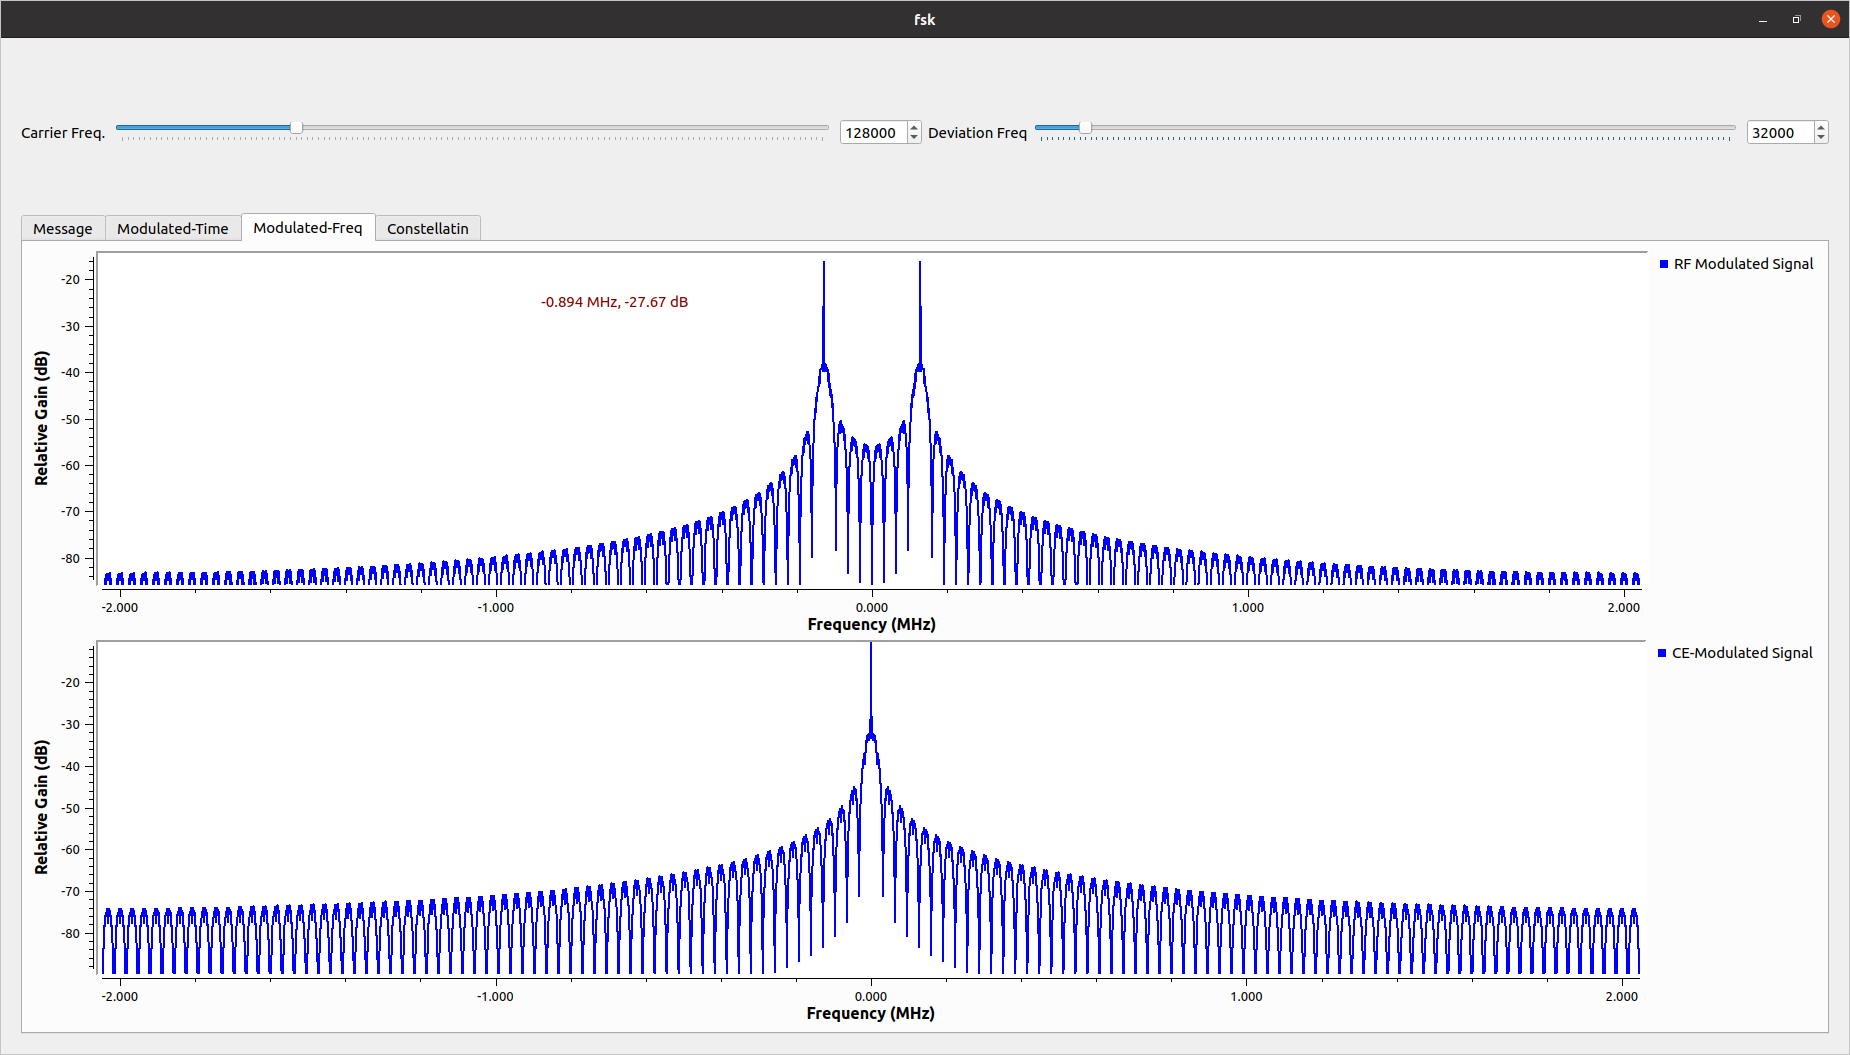 fsk
Carrier Freq. 128000 Deviation Freq 32000
Message Modulated-Time Modulated-Freq Constellatin
RF Modulated Signal
-0.894 MHz, -27.67 dB
Relative Gain (dB)
-20
-30
-40
-50
-60
-70
-80
-2.000 -1.000 0.000 1.000 2.000
Frequency (MHz)
CE-Modulated Signal
Relative Gain (dB)
-20
-30
-40
-50
-60
-70
-80
-2.000 -1.000 0.000 1.000 2.000
Frequency (MHz)